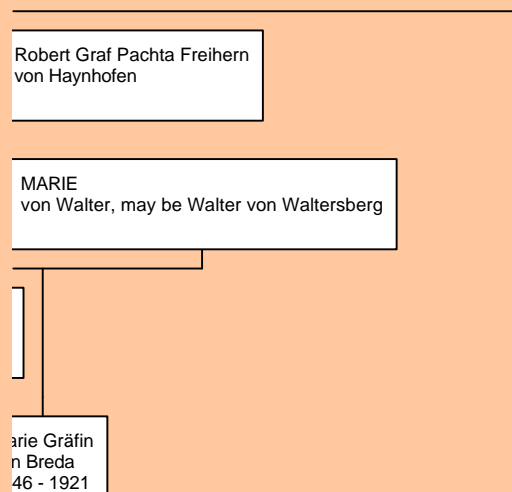 Robert Graf Pachta Freihern
von Haynhofen
MARIE
von Walter, may be Walter von Waltersberg
arie Gräfin
n Breda
46 - 1921